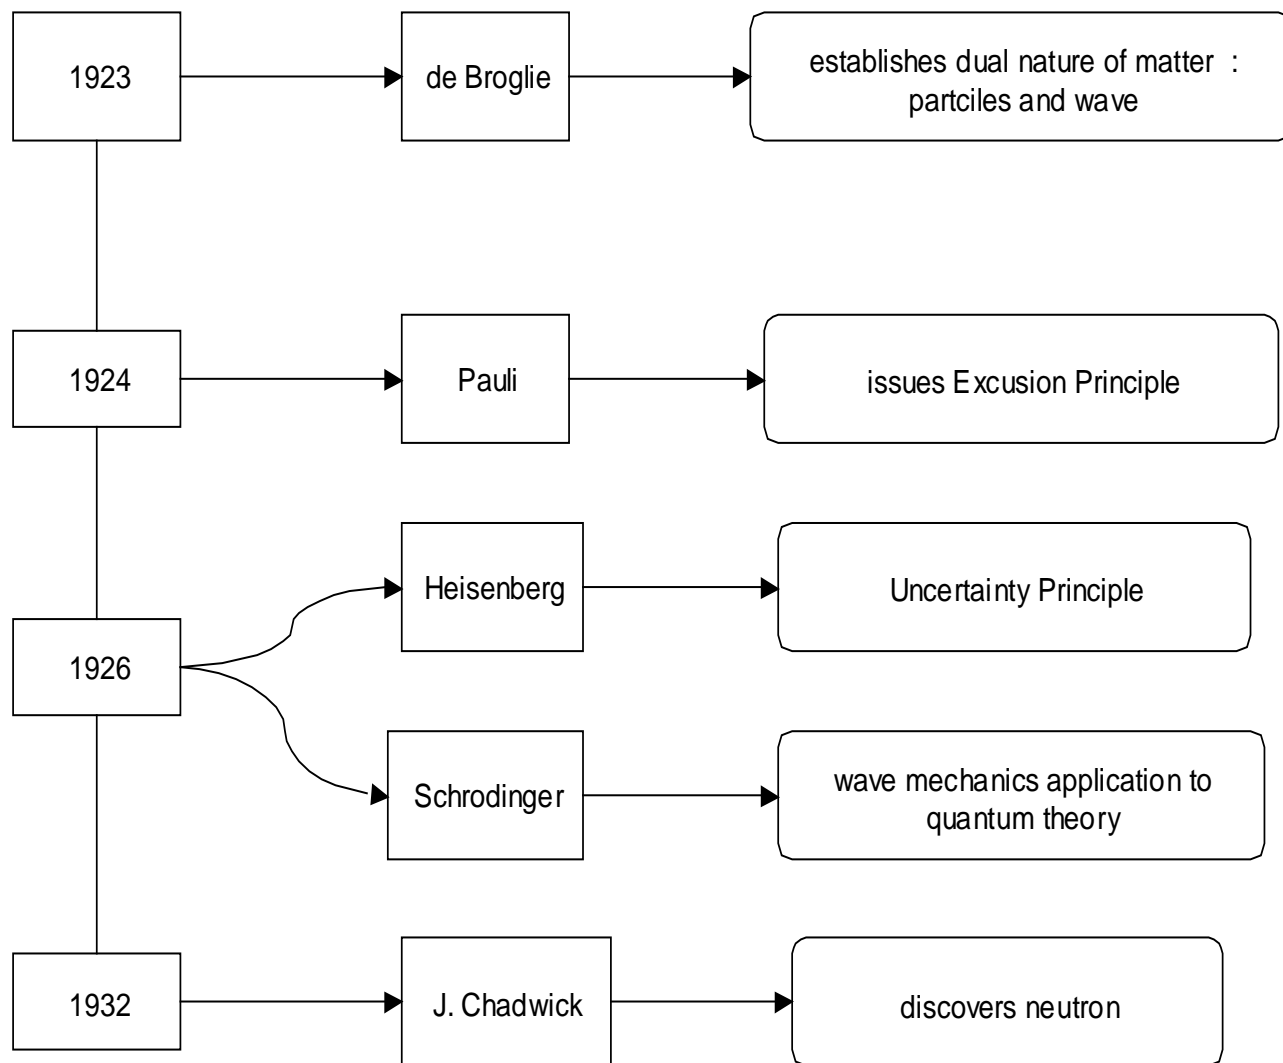 1923
de Broglie
establishes dual nature of matter :
partciles and wave
1924
Pauli
issues Excusion Principle
Heisenberg
Uncertainty Principle
1926
Schrodinger
wave mechanics application to
quantum theory
1932
J. Chadwick
discovers neutron